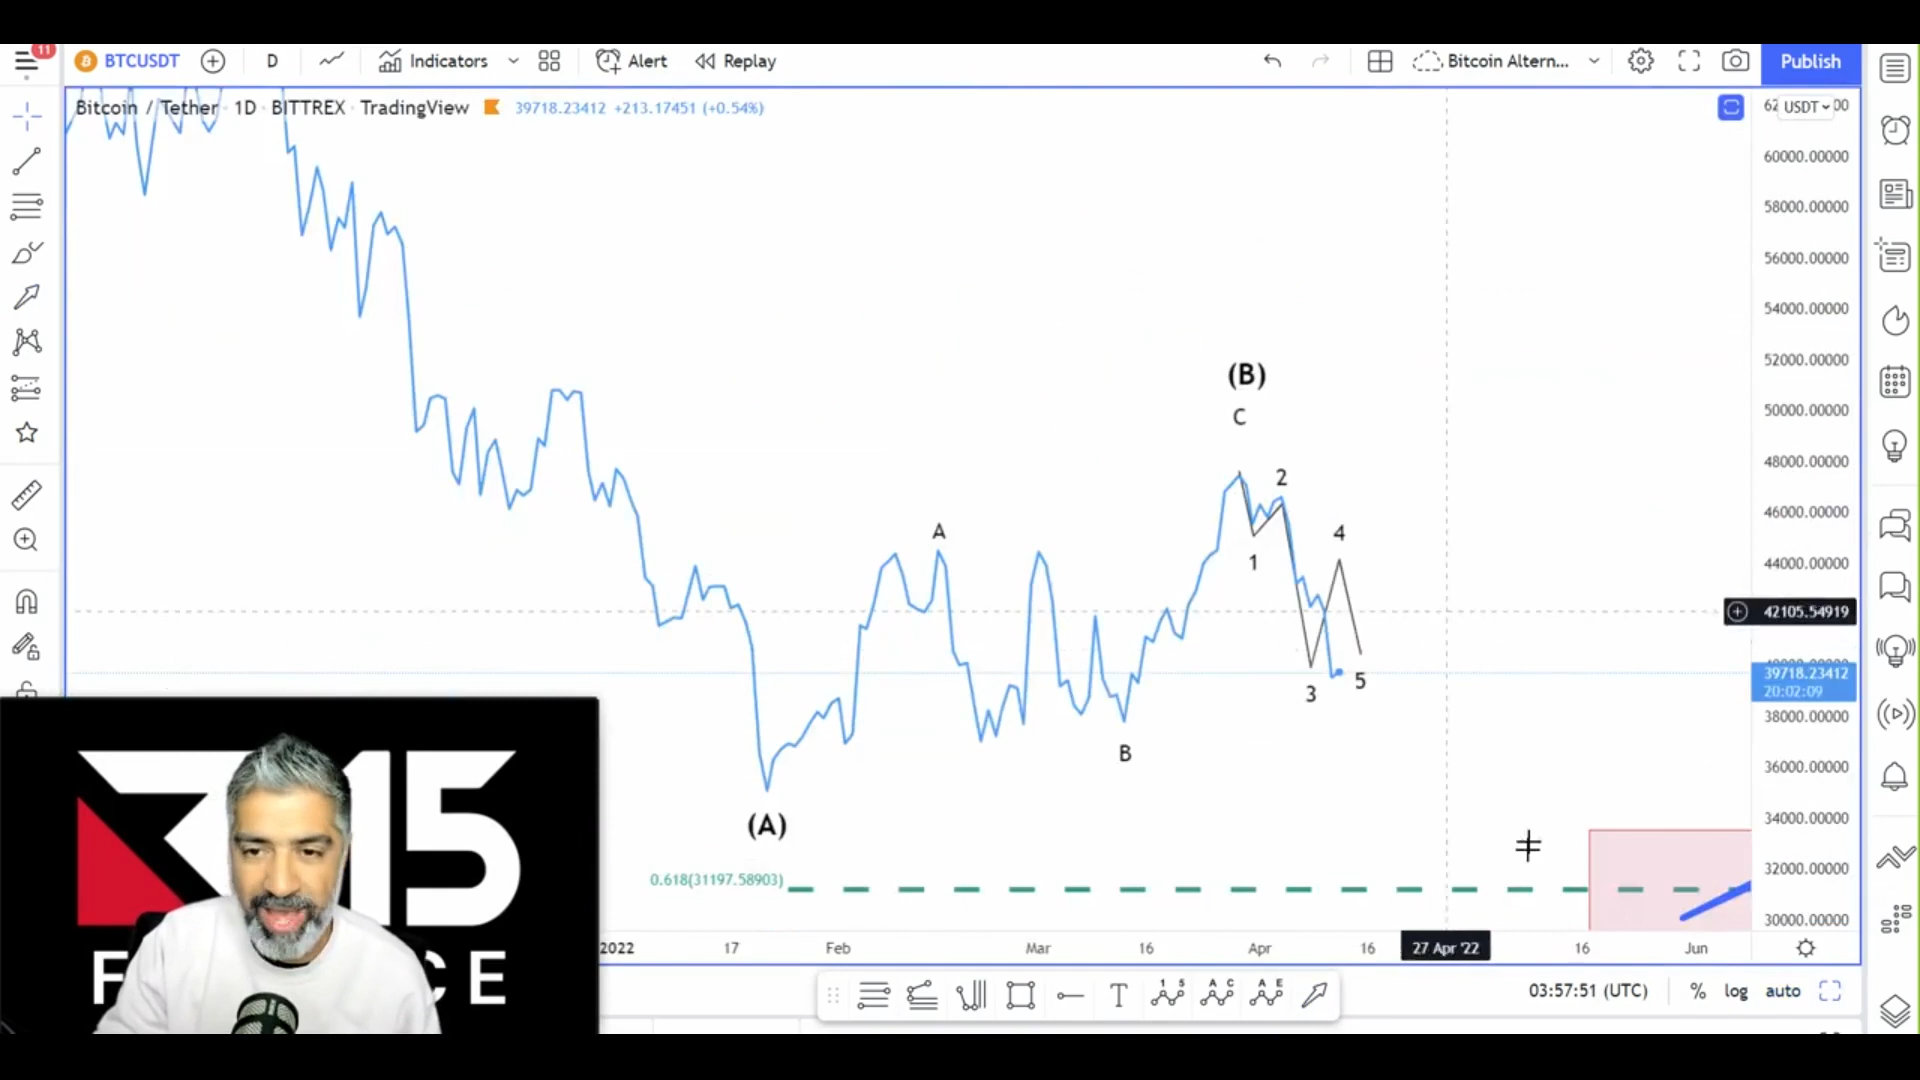 11
BTCUSDT
D
Indicators
Alert
Replay
Bitcoin Altern...
Publish
Bitcoin / Tether · 1D · BITTREX · TradingView
39718.23412 +213.17451 (+0.54%)
USDT
60000.00000
58000.00000
56000.00000
54000.00000
52000.00000
50000.00000
48000.00000
46000.00000
44000.00000
42105.54919
39718.23412
20:02:09
38000.00000
36000.00000
34000.00000
32000.00000
30000.00000
(B)
C
2
A
4
1
5
3
B
(A)
0.618(31197.58903)
15
F
CE
2022
17
Feb
Mar
16
Apr
16
27 Apr '22
16
Jun
T
1 5
A C
A E
03:57:51 (UTC)
%
log
auto